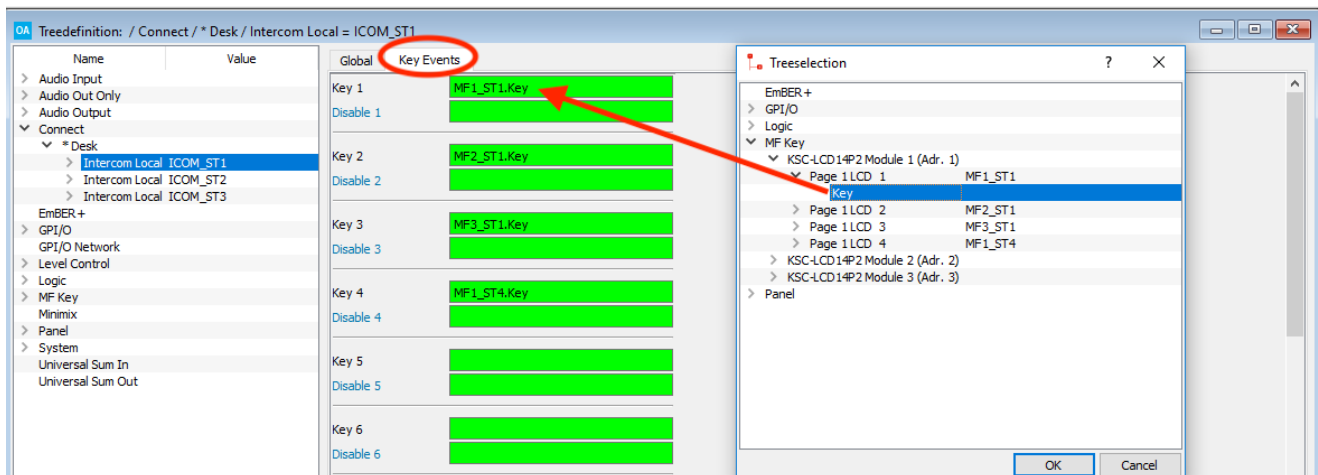 OA Treedefinition: / Connect / * Desk / Intercom Local = ICOM_ST1
Name Value
Audio Input
Audio Out Only
Audio Output
Connect
* Desk
Intercom Local ICOM_ST1
Intercom Local ICOM_ST2
Intercom Local ICOM_ST3
EmBER+
GPI/O
GPI/O Network
Level Control
Logic
MF Key
Minimix
Panel
System
Universal Sum In
Universal Sum Out
Global Key Events
Key 1 MF1_ST1.Key
Disable 1
Key 2 MF2_ST1.Key
Disable 2
Key 3 MF3_ST1.Key
Disable 3
Key 4 MF1_ST4.Key
Disable 4
Key 5
Disable 5
Key 6
Disable 6
Treeselection ?
EmBER+
GPI/O
Logic
MF Key
KSC-LCD14P2 Module 1 (Adr. 1)
Page 1 LCD 1 MF1_ST1
Key
Page 1 LCD 2 MF2_ST1
Page 1 LCD 3 MF3_ST1
Page 1 LCD 4 MF1_ST4
KSC-LCD14P2 Module 2 (Adr. 2)
KSC-LCD14P2 Module 3 (Adr. 3)
Panel
OK Cancel